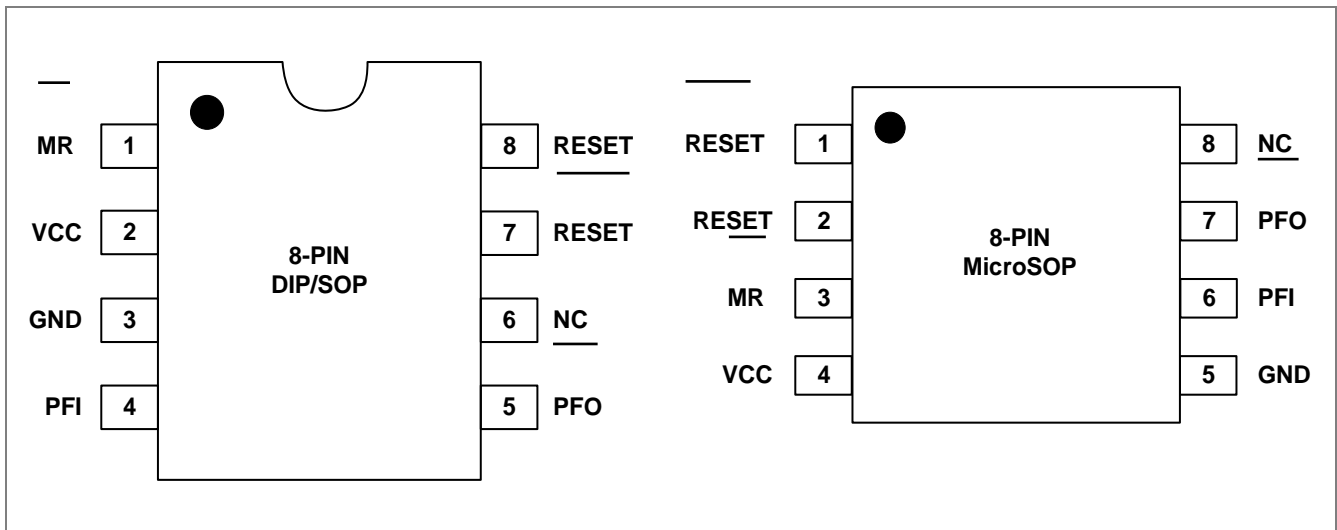 MR 1
VCC 2
GND 3
PFI 4
8-PIN
DIP/SOP
8 RESET
7 RESET
6 NC
5 PFO
RESET 1
RESET 2
MR 3
VCC 4
8-PIN
MicroSOP
8 NC
7 PFO
6 PFI
5 GND